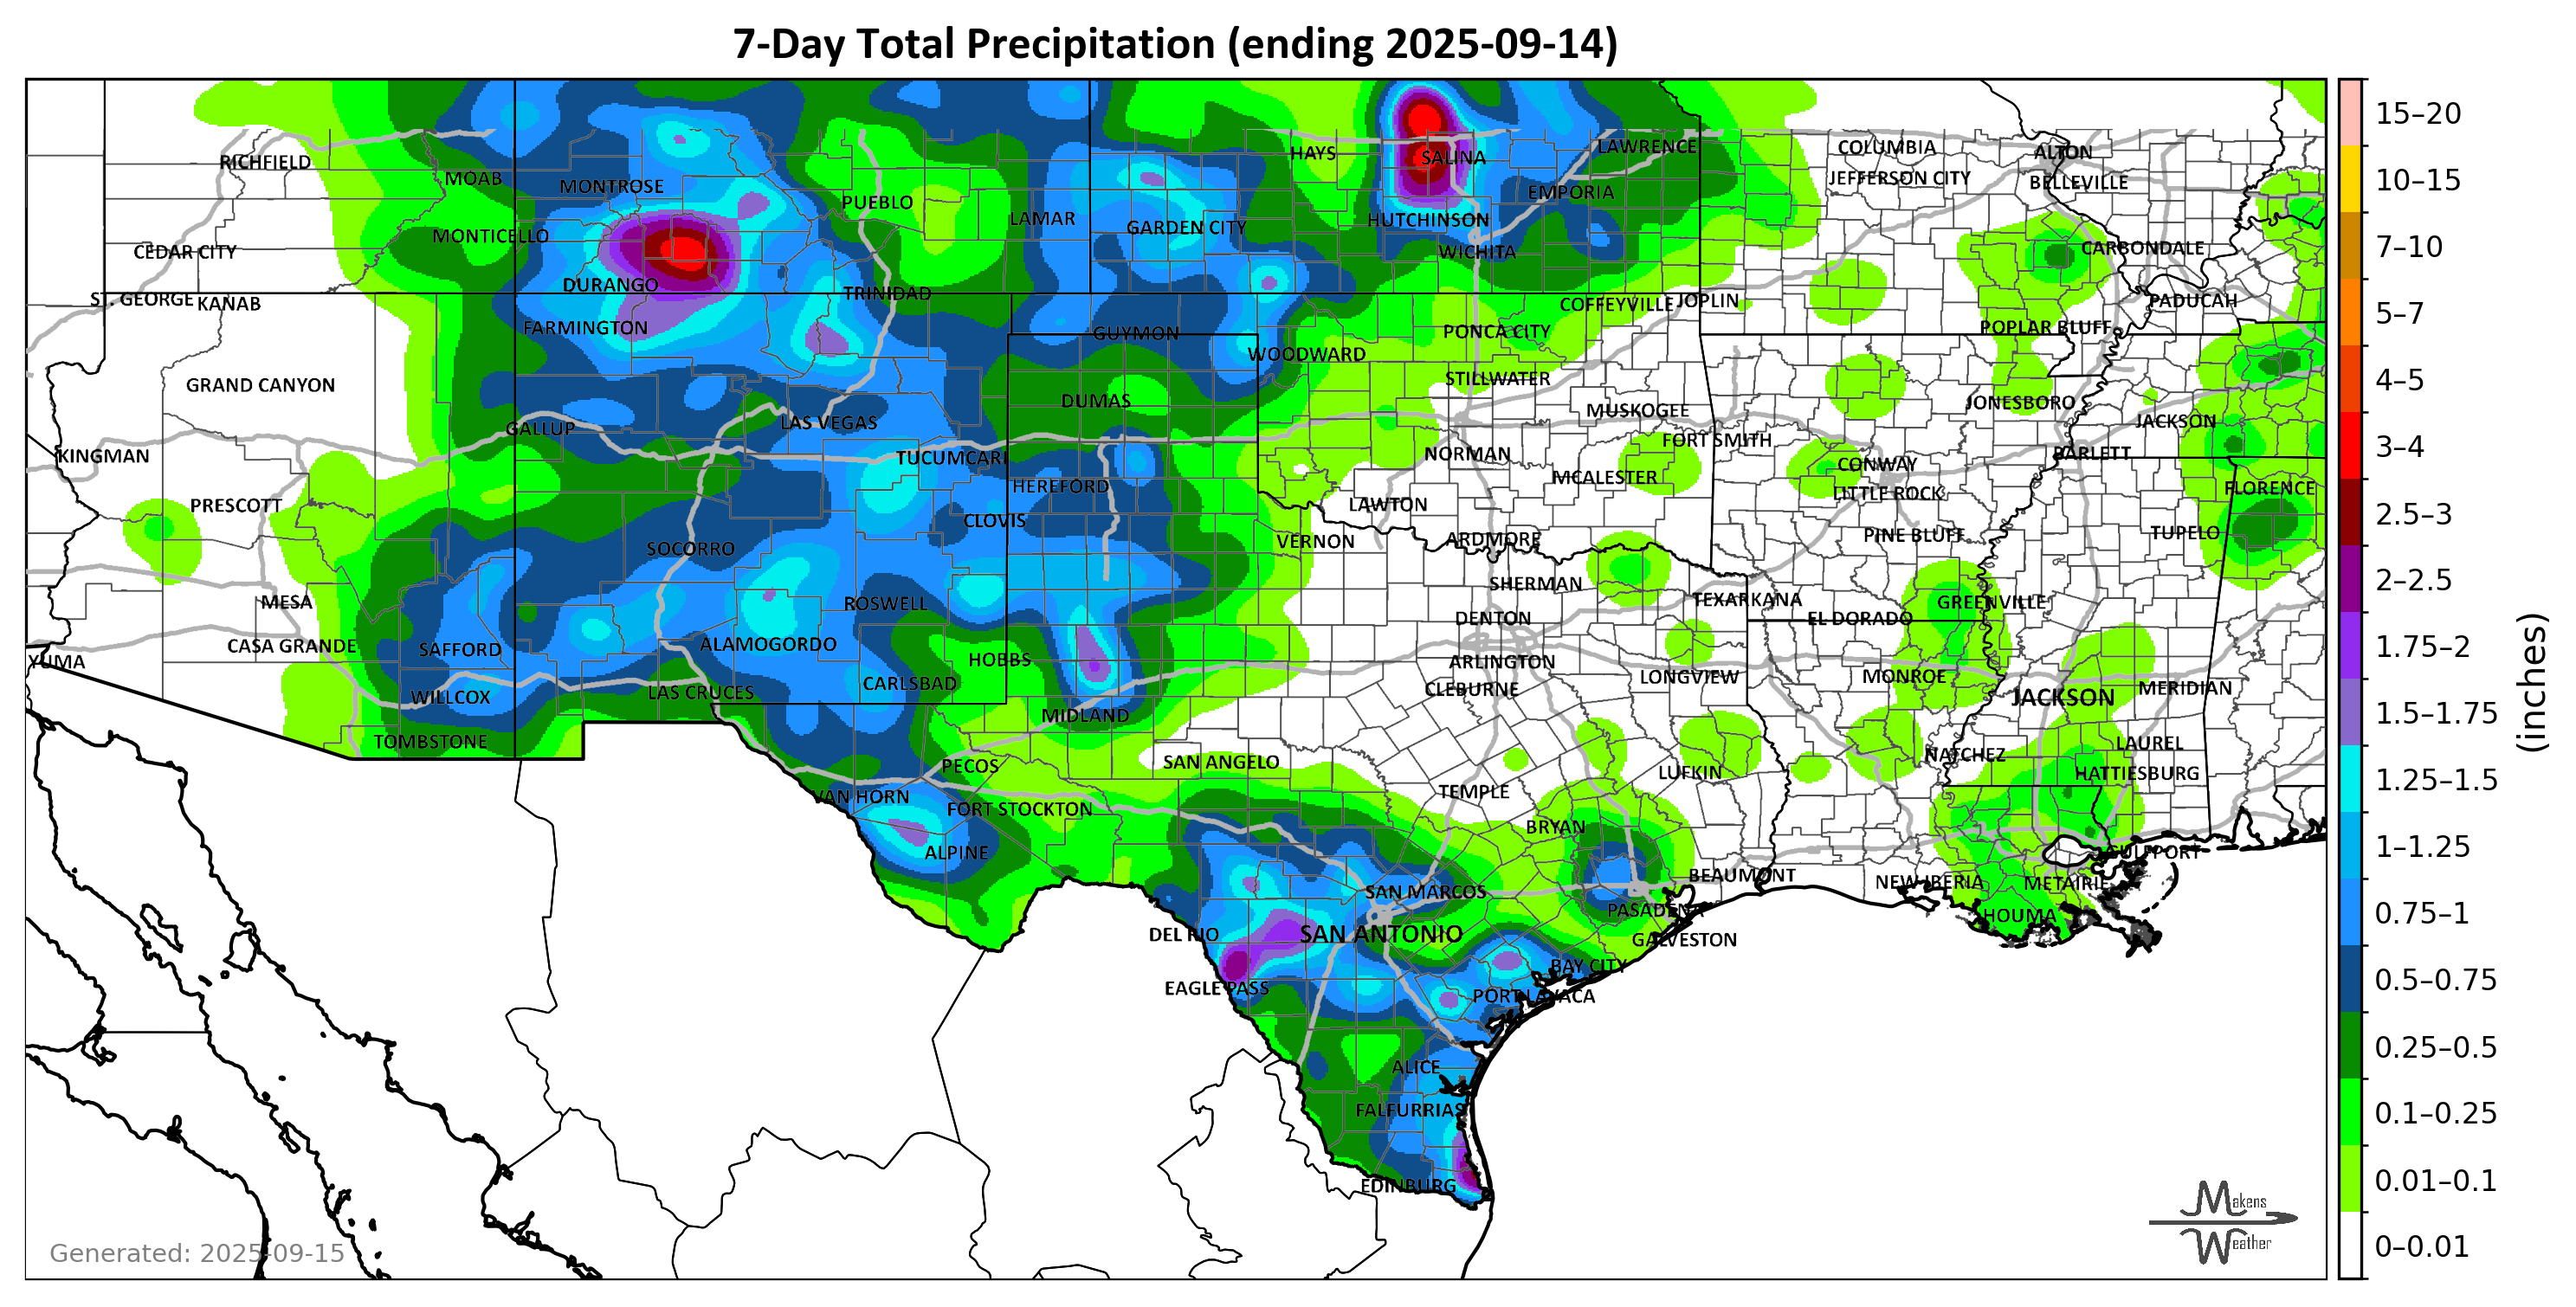 7-Day Total Precipitation (ending 2025-09-14)
RICHFIELD
MOAB
MONTROSE
PUEBLO
LAMAR
HAYS
SALINA
LAWRENCE
COLUMBIA
ALTON
JEFFERSON CITY
BELLEVILLE
EMPORIA
GARDEN CITY
HUTCHINSON
CEDAR CITY
MONTICELLO
WICHITA
CARBONDALE
DURANGO
TRINIDAD
ST. GEORGE
KANAB
COFFEYVILLE
JOPLIN
PADUCAH
FARMINGTON
GUYMON
PONCA CITY
POPLAR BLUFF
WOODWARD
GRAND CANYON
STILLWATER
DUMAS
MUSKOGEE
JONESBORO
JACKSON
GALLUP
LAS VEGAS
FORT SMITH
KINGMAN
TUCUMCARI
NORMAN
BARLETT
MCALESTER
CONWAY
HEREFORD
LITTLE ROCK
FLORENCE
PRESCOTT
LAWTON
CLOVIS
PINE BLUFF
TUPELO
SOCORRO
VERNON
ARDMORE
SHERMAN
MESA
ROSWELL
TEXARKANA
GREENVILLE
DENTON
EL DORADO
CASA GRANDE
SAFFORD
ALAMOGORDO
HOBBS
ARLINGTON
YUMA
CARLSBAD
CLEBURNE
LONGVIEW
MONROE
MERIDIAN
WILLCOX
LAS CRUCES
JACKSON
MIDLAND
TOMBSTONE
LAUREL
PECOS
SAN ANGELO
LUFKIN
NATCHEZ
HATTIESBURG
VAN HORN
FORT STOCKTON
TEMPLE
BRYAN
ALPINE
GULFPORT
SAN MARCOS
BEAUMONT
NEW IBERIA
METAIRIE
PASADENA
HOUMA
DEL RIO
SAN ANTONIO
GALVESTON
BAY CITY
EAGLE PASS
PORT LAVACA
ALICE
FALFURRIAS
EDINBURG
Generated: 2025-09-15
Makens
Weather
15–20
10–15
7–10
5–7
4–5
3–4
2.5–3
2–2.5
1.75–2
1.5–1.75
1.25–1.5
1–1.25
0.75–1
0.5–0.75
0.25–0.5
0.1–0.25
0.01–0.1
0–0.01
(inches)